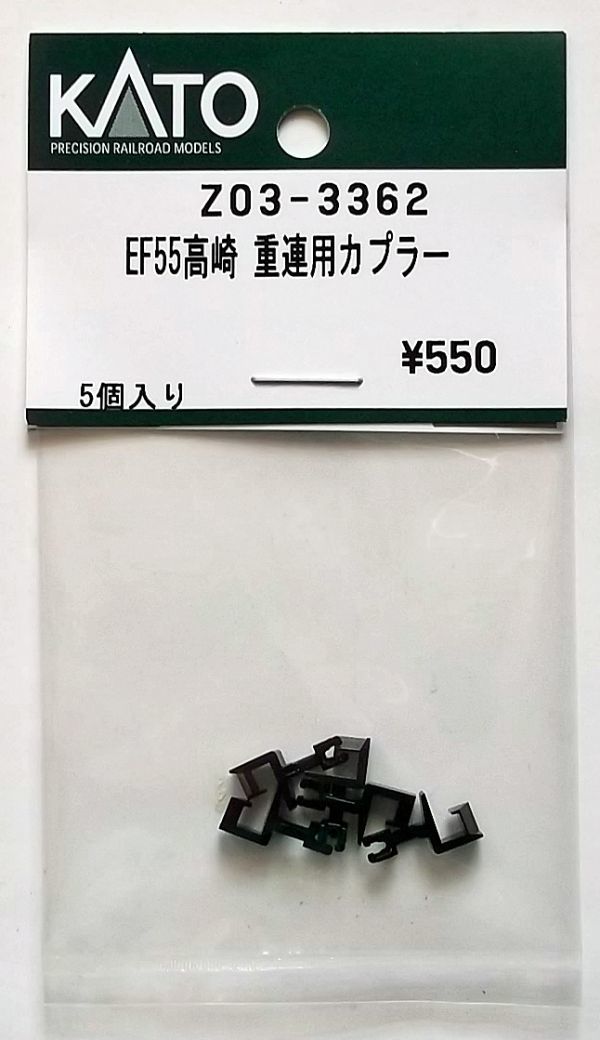 KATO
PRECISION RAILROAD MODELS
Z03-3362
EF55高崎 重連用カプラー
¥550
5個入り